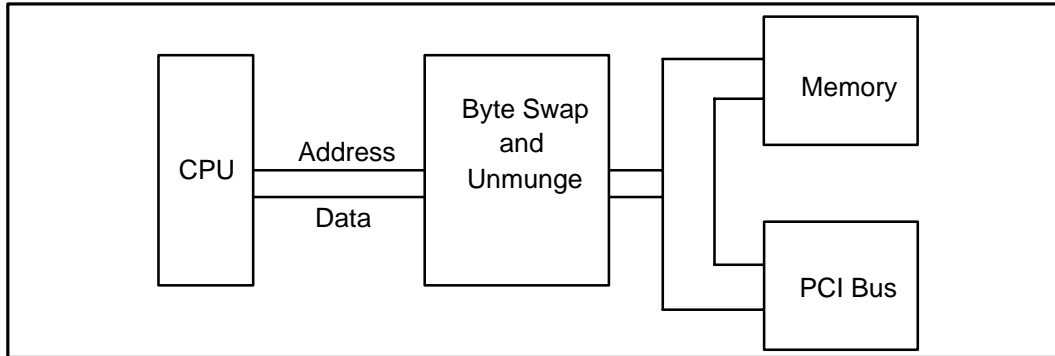 CPU
Address
Data
Byte Swap
and
Unmunge
Memory
PCI Bus